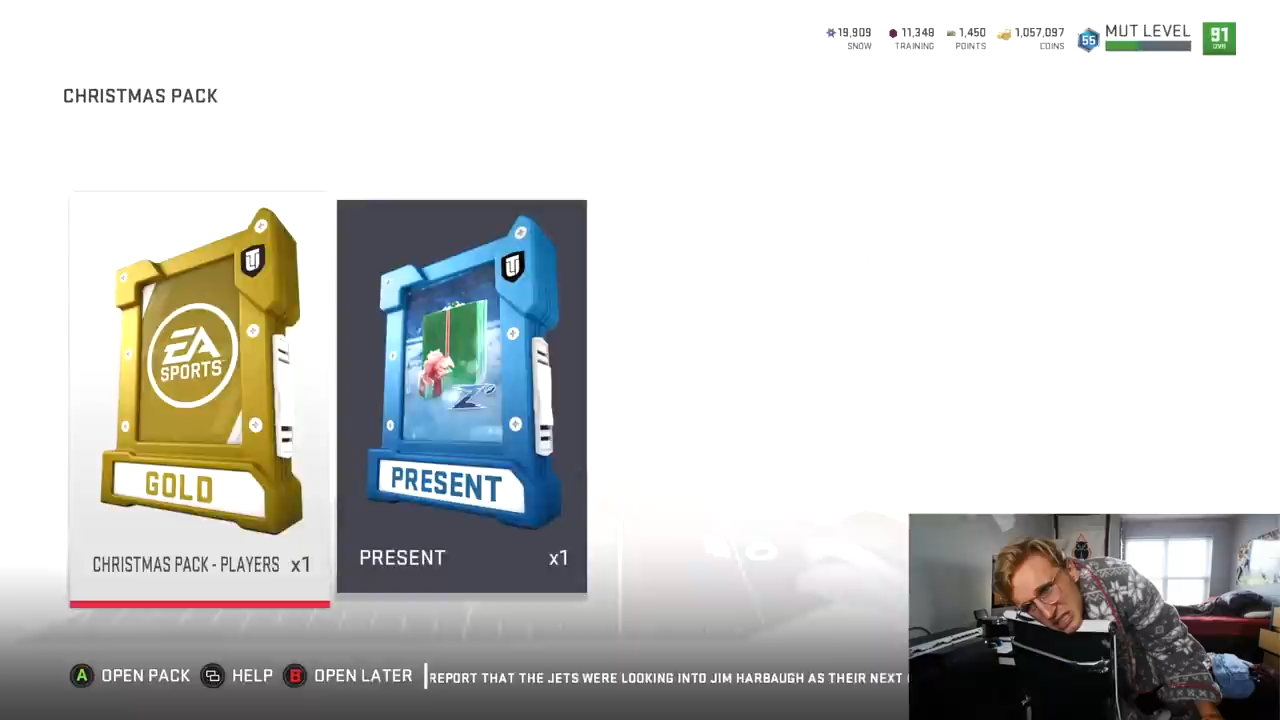 19,909 11,348 1,450 1,057,097 55 MUT LEVEL 91
SNOW TRAINING POINTS COINS OVR
CHRISTMAS PACK
EA
SPORTS
GOLD
PRESENT
CHRISTMAS PACK - PLAYERS x1
PRESENT x1
A OPEN PACK HELP B OPEN LATER REPORT THAT THE JETS WERE LOOKING INTO JIM HARBAUGH AS THEIR NEXT